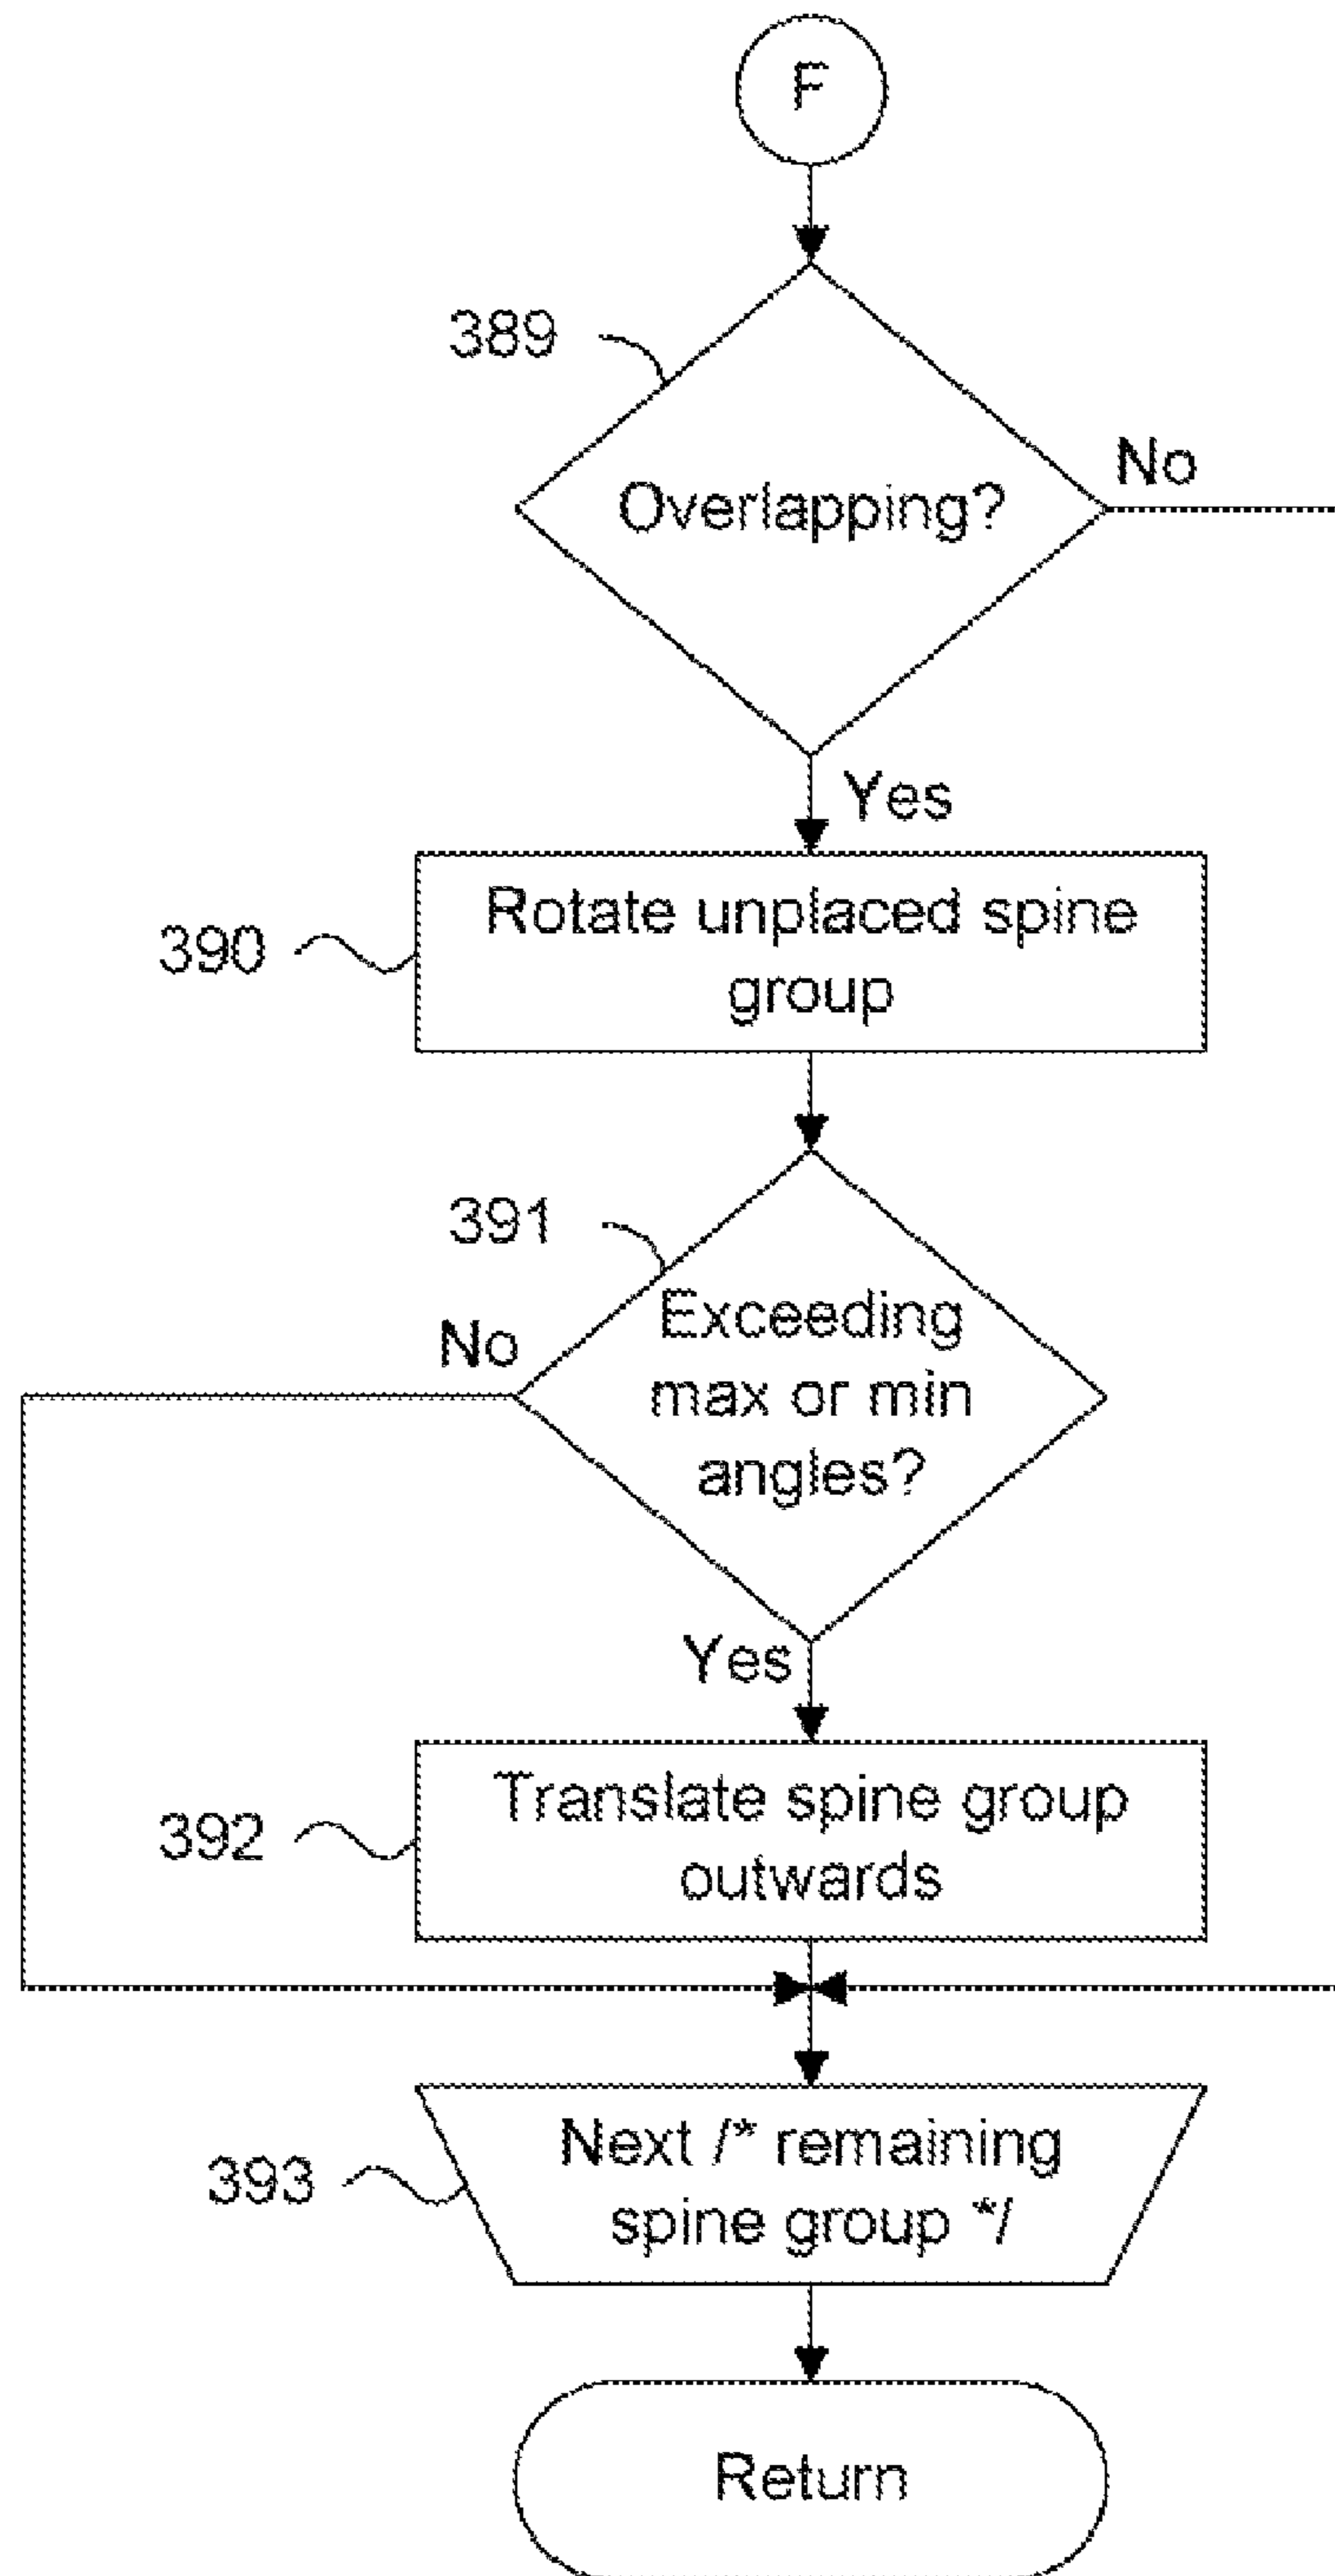 F
389
Overlapping?
No
Yes
390
Rotate unplaced spine
group
391
Exceeding
max or min
angles?
No
Yes
392
Translate spine group
outwards
393
Next /* remaining
spine group */
Return